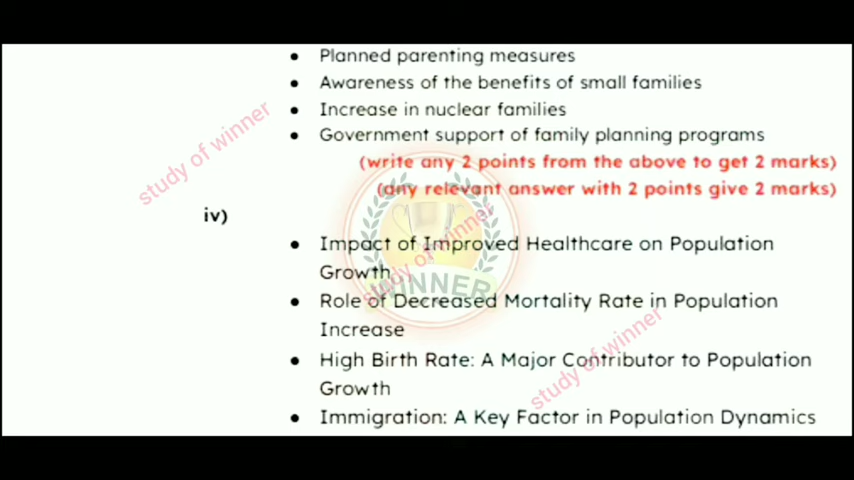 • Planned parenting measures
• Awareness of the benefits of small families
• Increase in nuclear families
• Government support of family planning programs
(write any 2 points from the above to get 2 marks)
(any relevant answer with 2 points give 2 marks)
iv)
• Impact of Improved Healthcare on Population
Growth
• Role of Decreased Mortality Rate in Population
Increase
• High Birth Rate: A Major Contributor to Population
Growth
• Immigration: A Key Factor in Population Dynamics
study of winner
study of winner
WINNER
study of winner